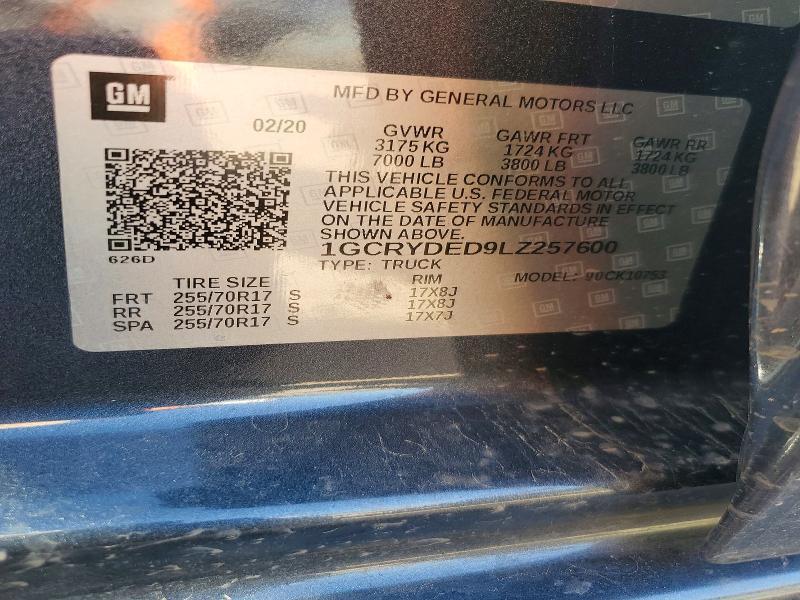 GM
MFD BY GENERAL MOTORS LLC
02/20 GVWR GAWR FRT GAWR RR
3175 KG 1724 KG 1724 KG
7000 LB 3800 LB 3800 LB
THIS VEHICLE CONFORMS TO ALL
APPLICABLE U.S. FEDERAL MOTOR
VEHICLE SAFETY STANDARDS IN EFFECT
ON THE DATE OF MANUFACTURE
SHOWN ABOVE.
1GCRYDED9LZ257600
626D
TYPE: TRUCK MODEL: CK10753
TIRE SIZE RIM
FRT 255/70R17 S 17X8J
RR 255/70R17 S 17X8J
SPA 255/70R17 S 17X7J